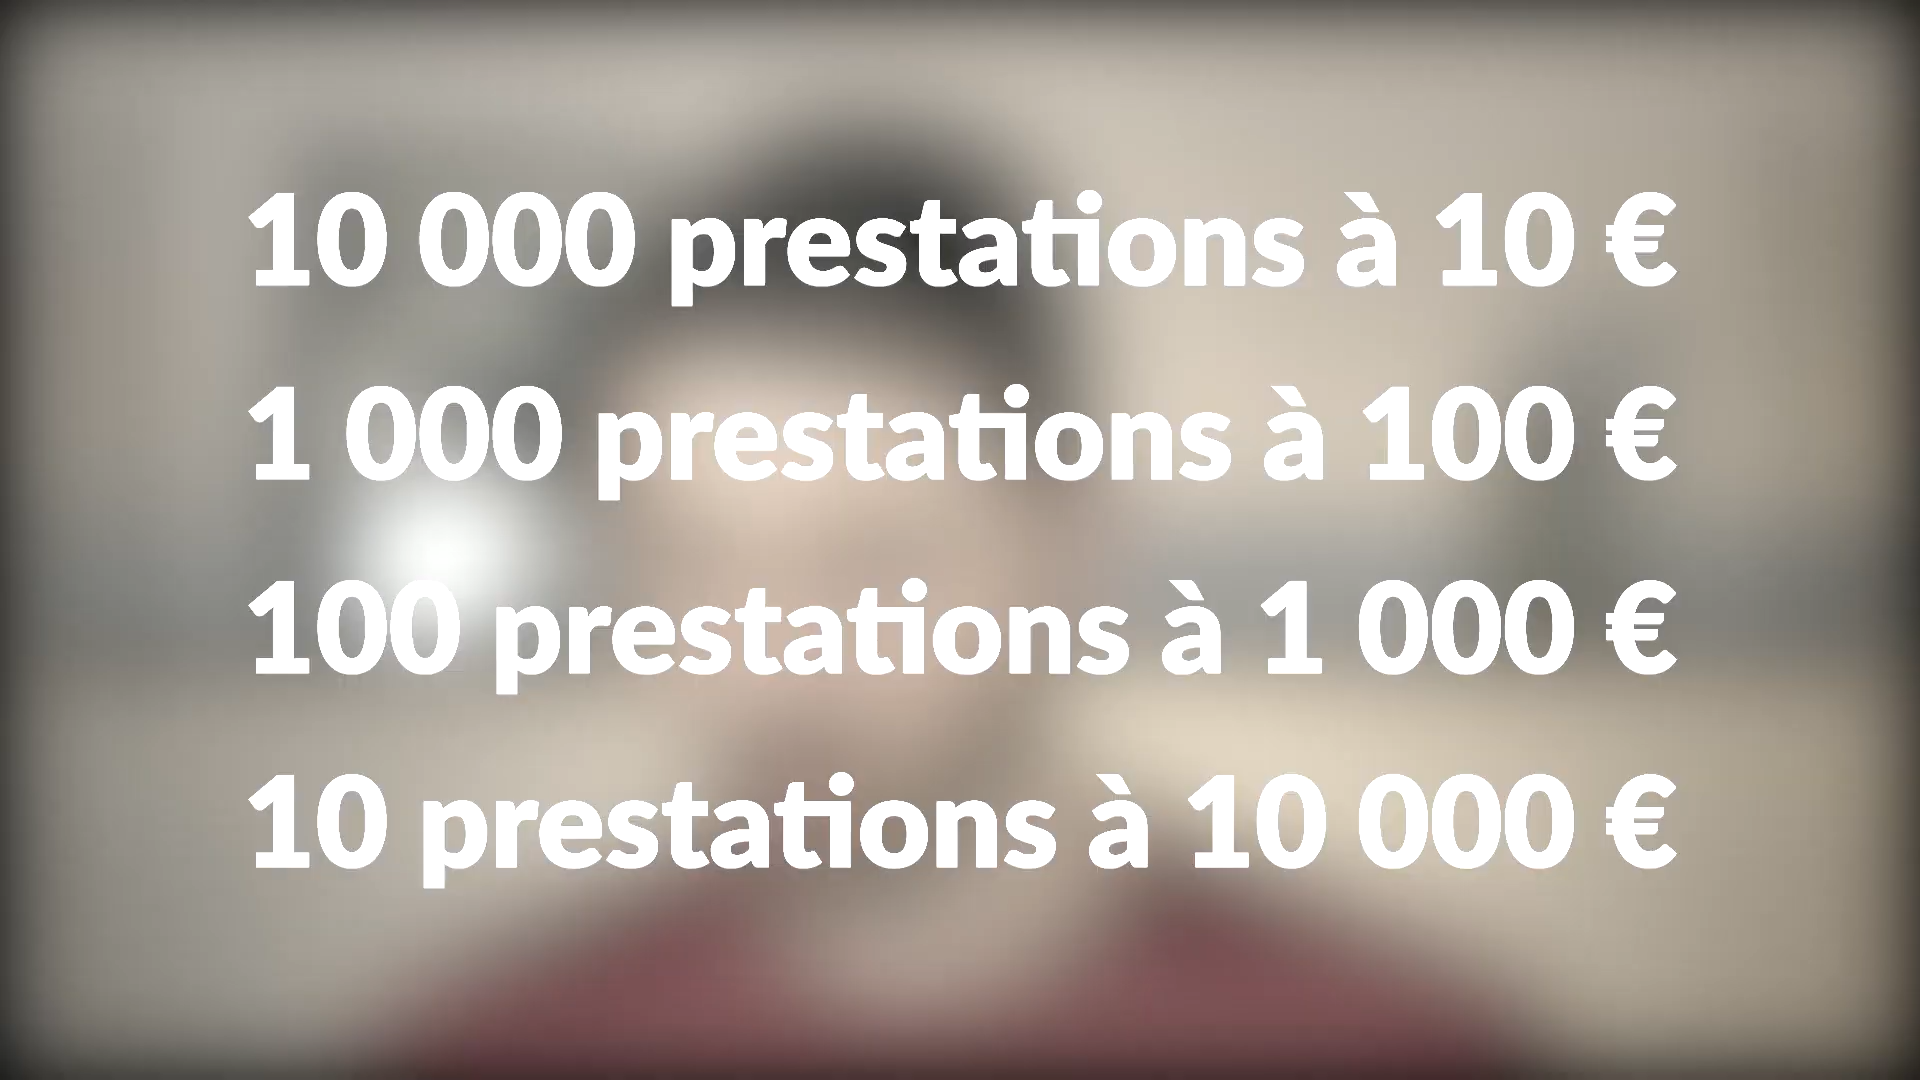 10 000 prestations à 10 €
1 000 prestations à 100 €
100 prestations à 1 000 €
10 prestations à 10 000 €